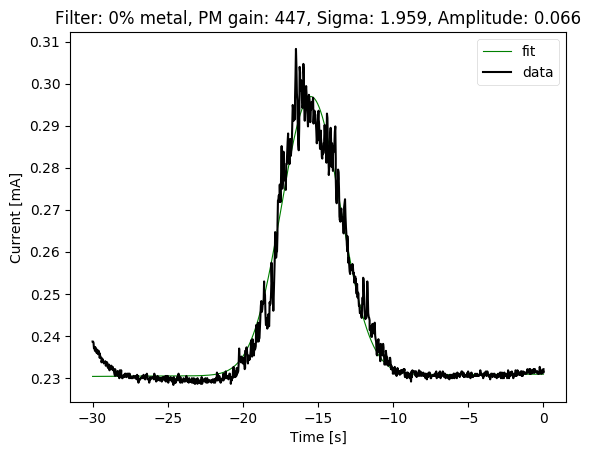 Filter: 0% metal, PM gain: 447, Sigma: 1.959, Amplitude: 0.066
fit
data
0.31
0.30
0.29
0.28
0.27
0.26
0.25
0.24
0.23
Current [mA]
−30 −25 −20 −15 −10 −5 0
Time [s]